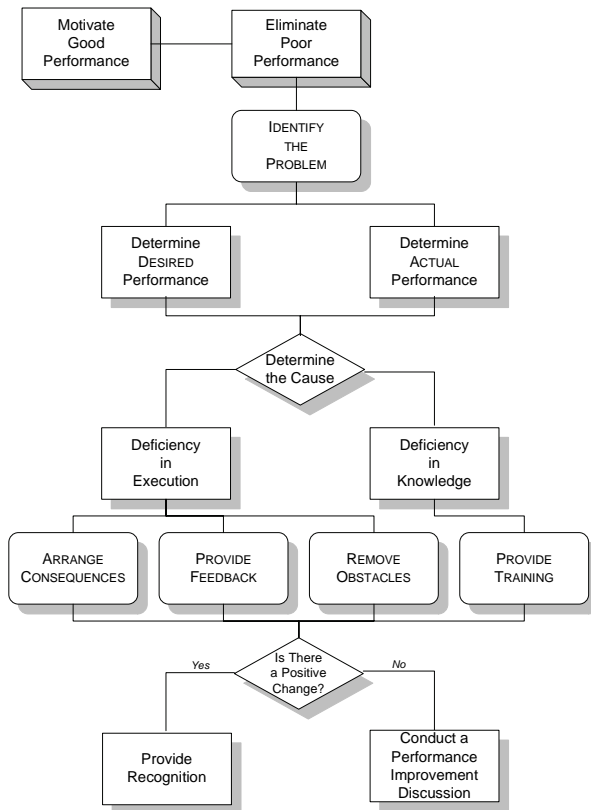 Motivate
Good
Performance
Eliminate
Poor
Performance
IDENTIFY
THE
PROBLEM
Determine
DESIRED
Performance
Determine
ACTUAL
Performance
Determine
the Cause
Deficiency
in
Execution
Deficiency
in
Knowledge
ARRANGE
CONSEQUENCES
PROVIDE
FEEDBACK
REMOVE
OBSTACLES
PROVIDE
TRAINING
Is There
a Positive
Change?
Yes
No
Provide
Recognition
Conduct a
Performance
Improvement
Discussion